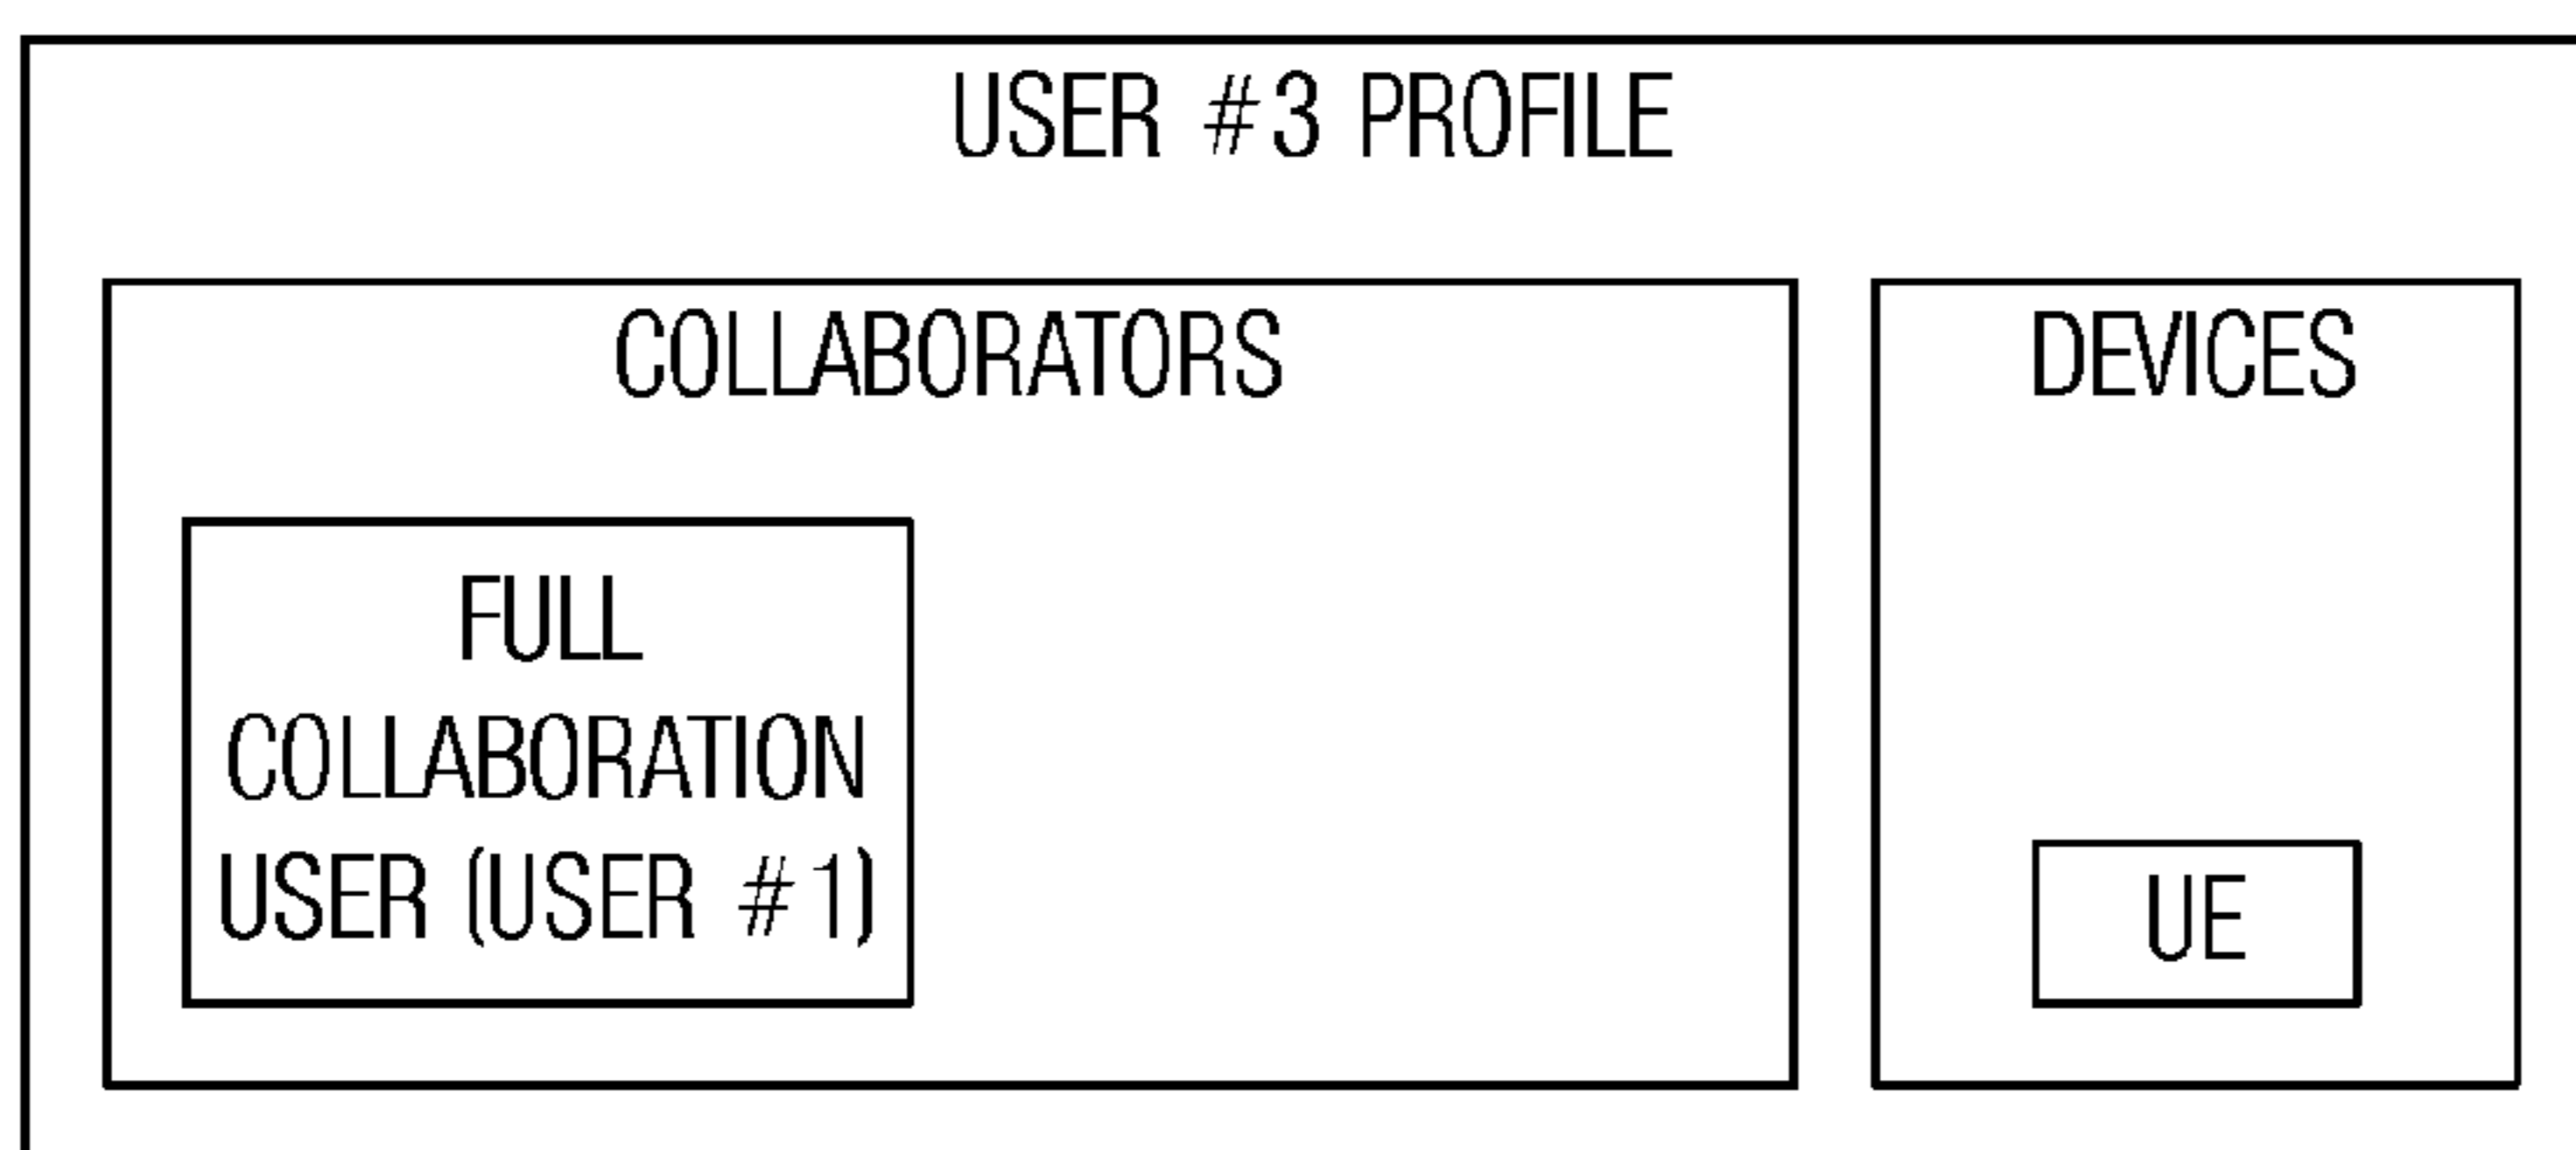 USER #3 PROFILE
COLLABORATORS
DEVICES
FULL
COLLABORATION
USER (USER #1)
UE